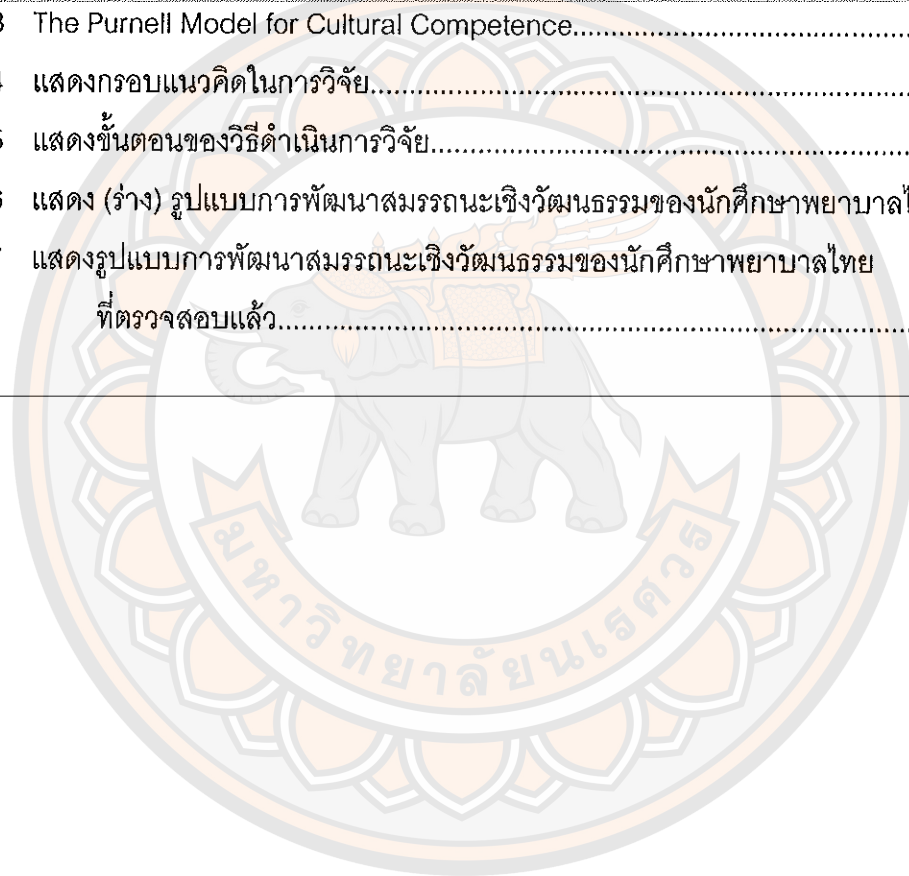 3 The Purnell Model for Cultural Competence
แสดงกรอบแนวคิดในการวิจัย
แสดงขั้นตอนของวิธีดำเนินการวิจัย
แสดง (ร่าง) รูปแบบการพัฒนาสมรรถนะเชิงวัฒนธรรมของนักศึกษาพยาบาลไ
แสดงรูปแบบการพัฒนาสมรรถนะเชิงวัฒนธรรมของนักศึกษาพยาบาลไทย
ที่ตรวจสอบแล้ว
มหาวิทยาลัยนเรศวร